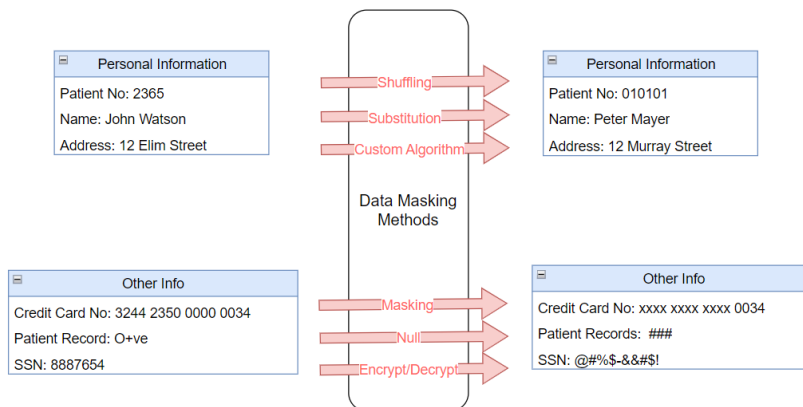 Personal Information
Patient No: 2365
Name: John Watson
Address: 12 Elim Street
Shuffling
Substitution
Custom Algorithm
Personal Information
Patient No: 010101
Name: Peter Mayer
Address: 12 Murray Street
Data Masking
Methods
Other Info
Credit Card No: 3244 2350 0000 0034
Patient Record: O+ve
SSN: 8887654
Masking
Null
Encrypt/Decrypt
Other Info
Credit Card No: xxxx xxxx xxxx 0034
Patient Records:  ###
SSN: @#%$-&&#$!